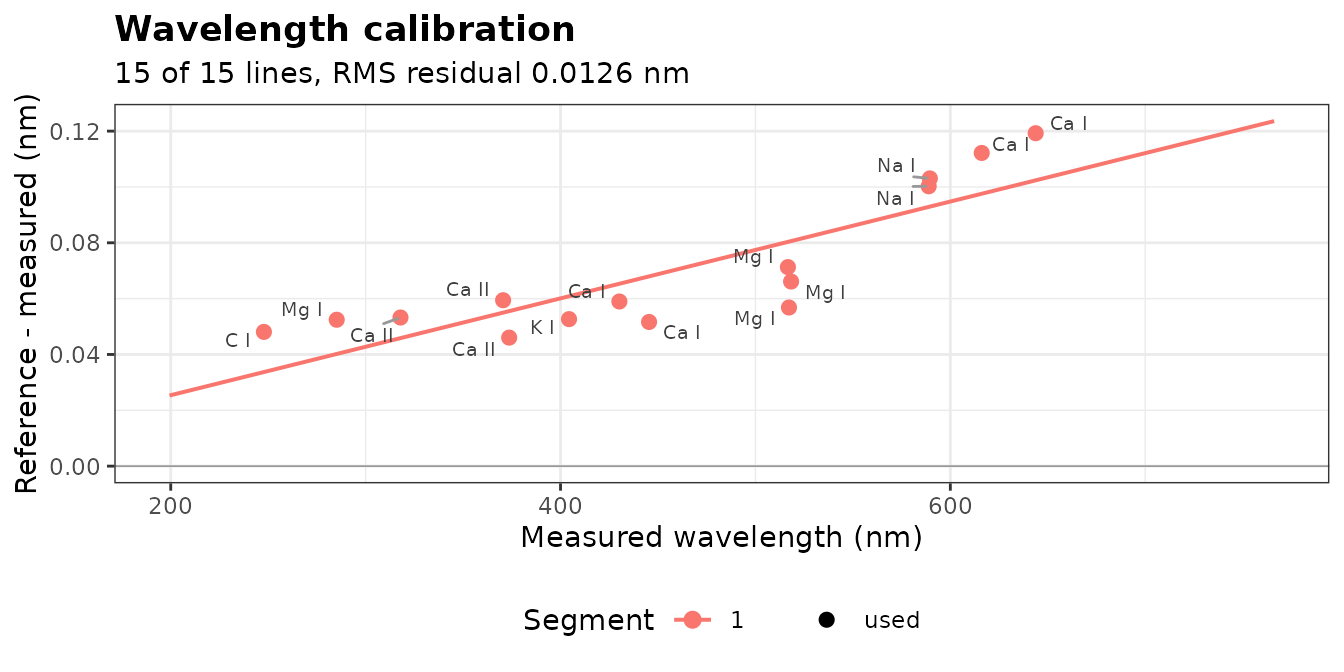 Wavelength calibration
15 of 15 lines, RMS residual 0.0126 nm
Reference - measured (nm)
0.12
0.08
0.04
0.00
Ca I
Ca I
Na I
Na I
Mg I
Mg I
Mg I
Ca II
Ca I
Mg I
Ca II
C I
K I
Ca I
Ca II
200
400
600
Measured wavelength (nm)
Segment
1
used